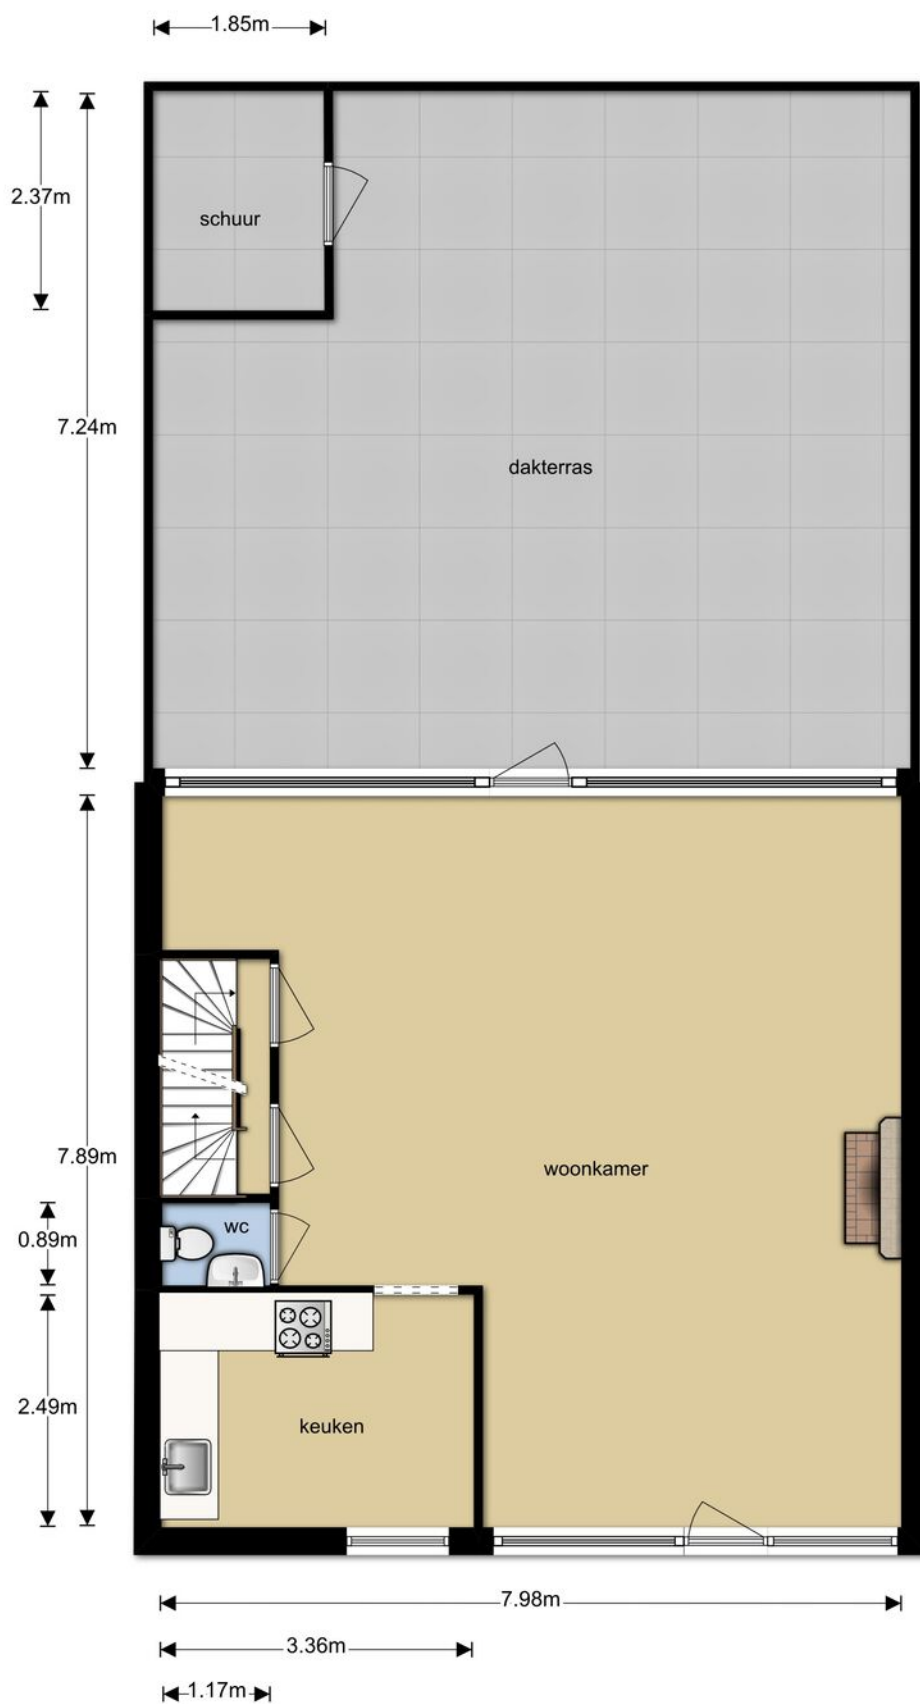 1.85m
2.37m
schuur
7.24m
dakterras
7.89m
woonkamer
wc
0.89m
2.49m
keuken
7.98m
3.36m
1.17m